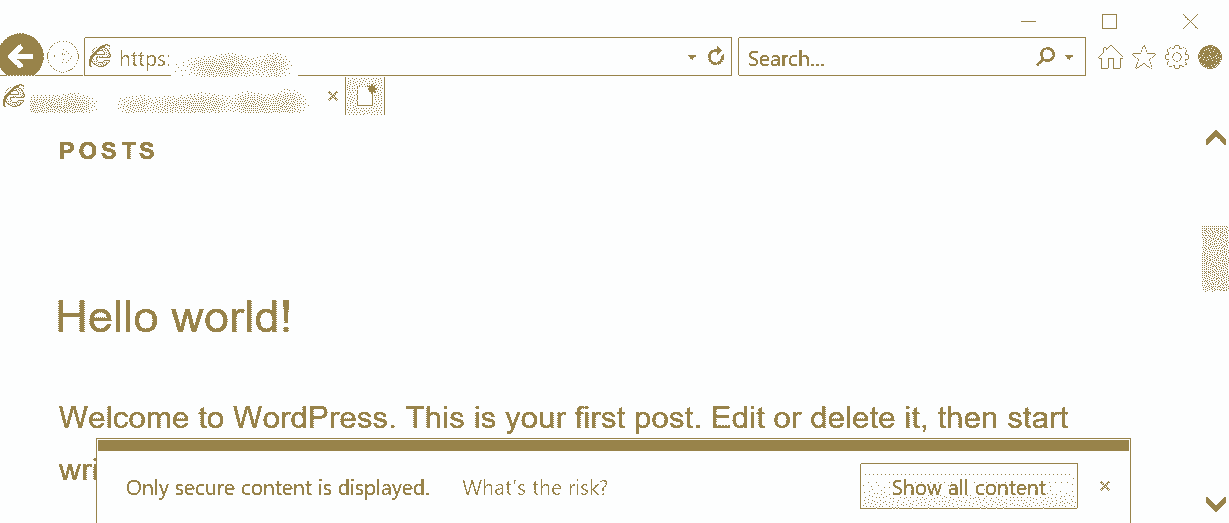 https:
Search...
POSTS
Hello world!
Welcome to WordPress. This is your first post. Edit or delete it, then start
wri
Only secure content is displayed. What's the risk? Show all content